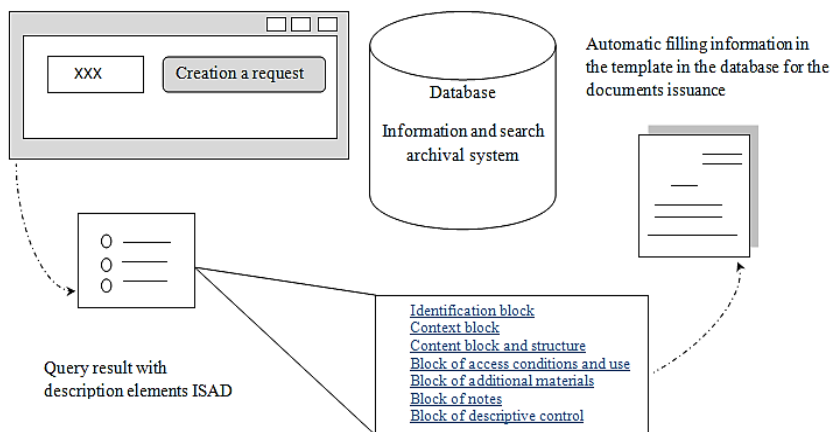 XXX
Creation a request
Database
Information and search
archival system
Automatic filling information in
the template in the database for the
documents issuance
Query result with
description elements ISAD
Identification block
Context block
Content block and structure
Block of access conditions and use
Block of additional materials
Block of notes
Block of descriptive control